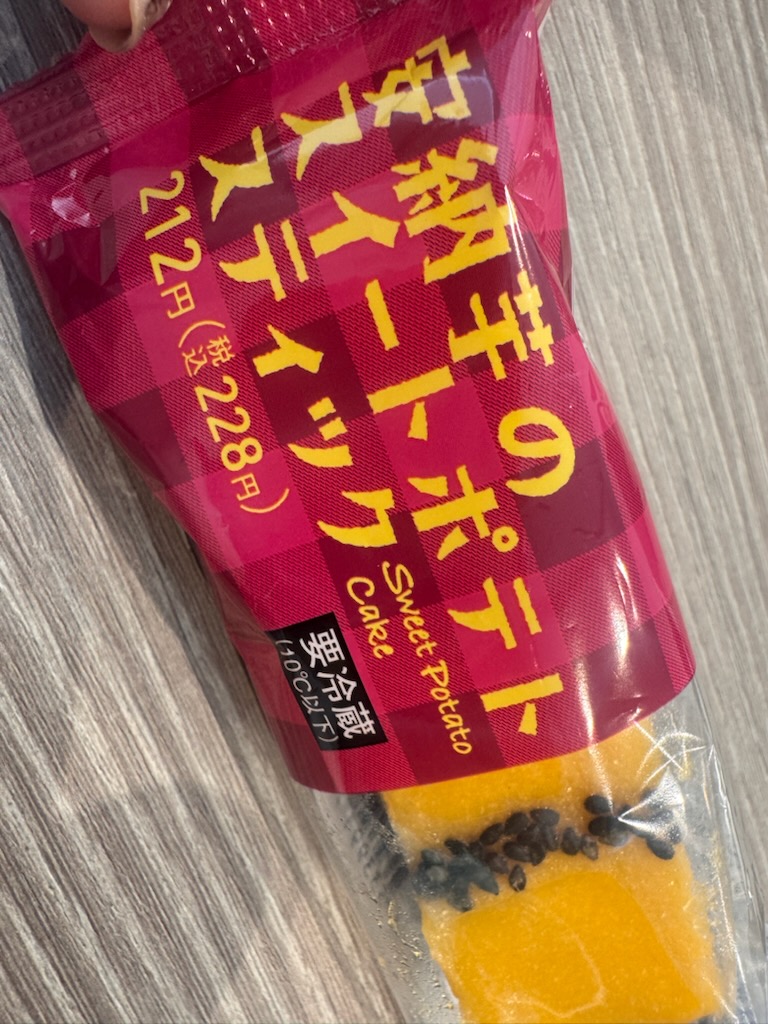 安納芋の
スイートポテト
スティック
Sweet Potato
Cake
212円(税込228円)
要冷蔵
(10℃以下)